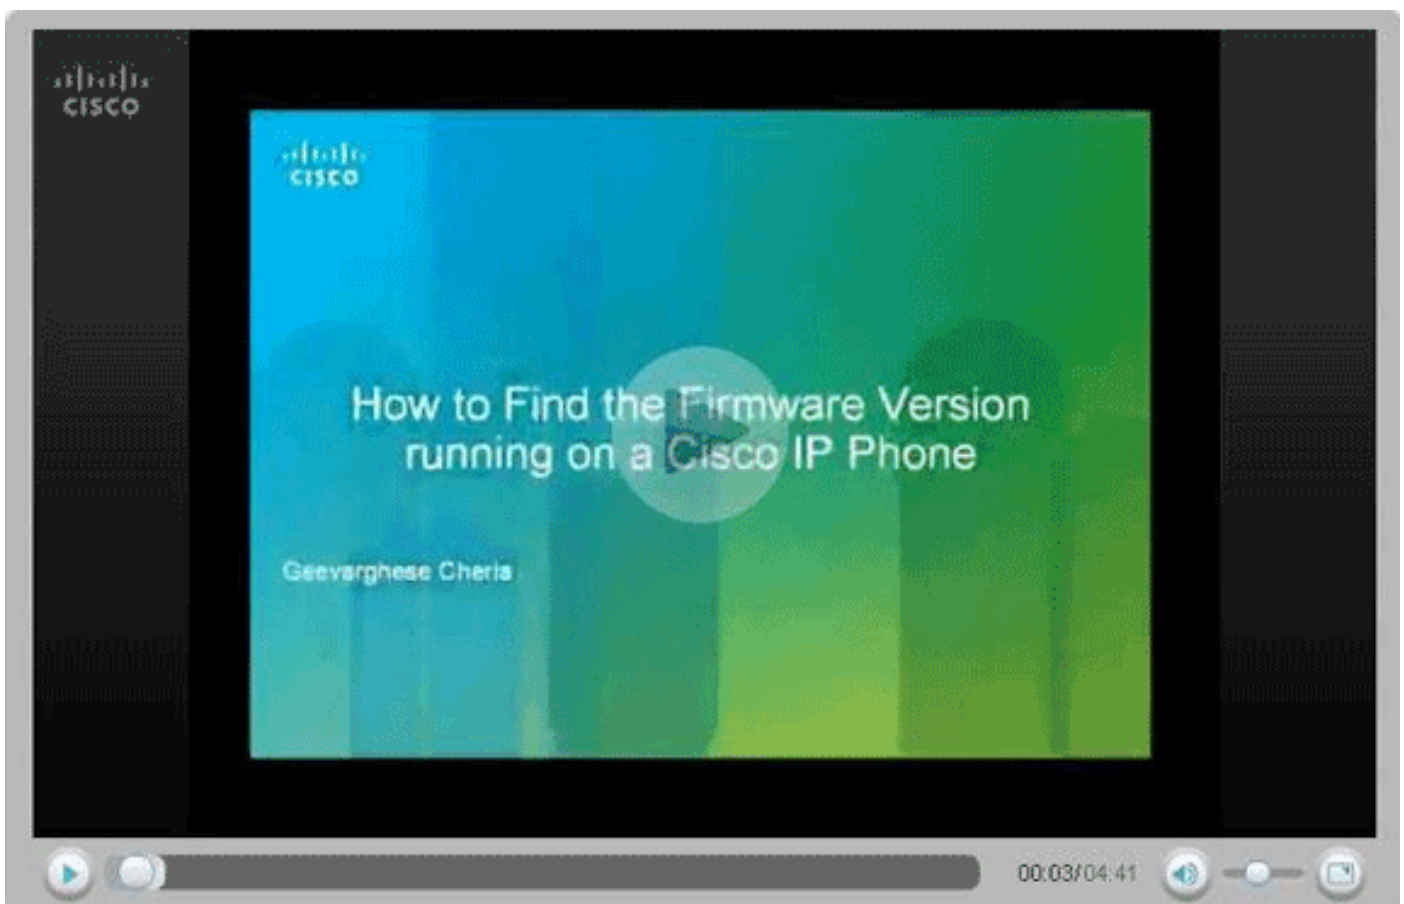 CISCO
CISCO
How to Find the Firmware Version
running on a Cisco IP Phone
Geevarghese Cheria
00:03/04:41